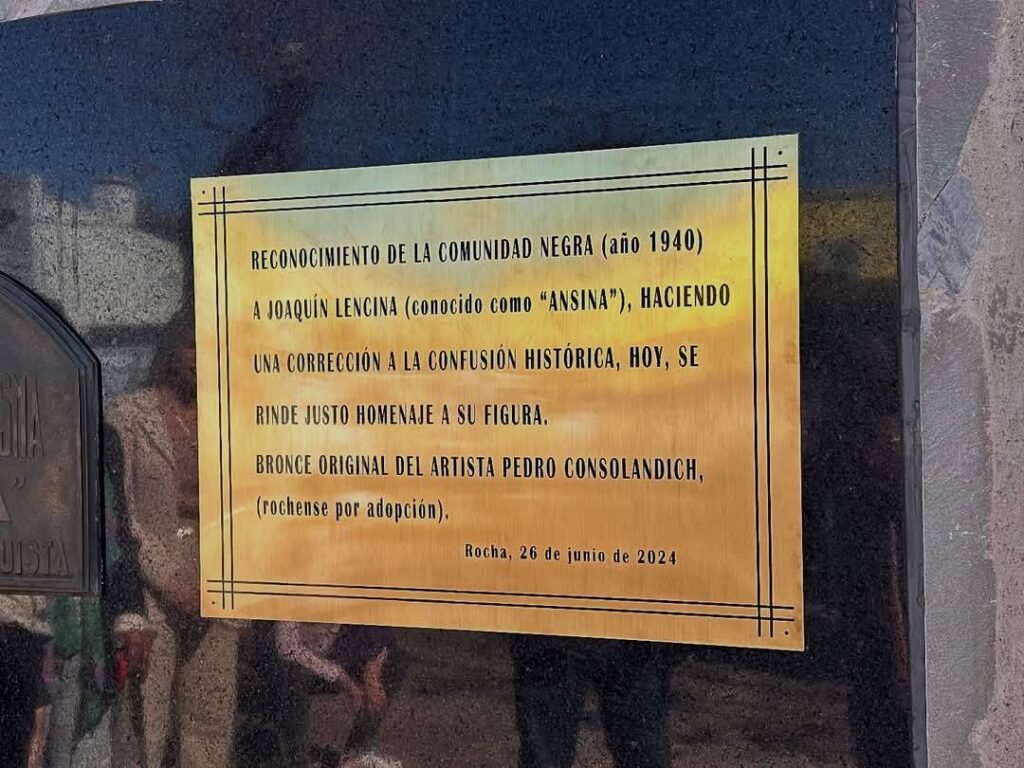 RECONOCIMIENTO DE LA COMUNIDAD NEGRA (año 1940)
A JOAQUÍN LENCINA (conocido como “ANSINA”), HACIENDO
UNA CORRECCIÓN A LA CONFUSIÓN HISTÓRICA, HOY, SE
RINDE JUSTO HOMENAJE A SU FIGURA.
BRONCE ORIGINAL DEL ARTISTA PEDRO CONSOLANDICH,
(rochense por adopción).
Rocha, 26 de junio de 2024